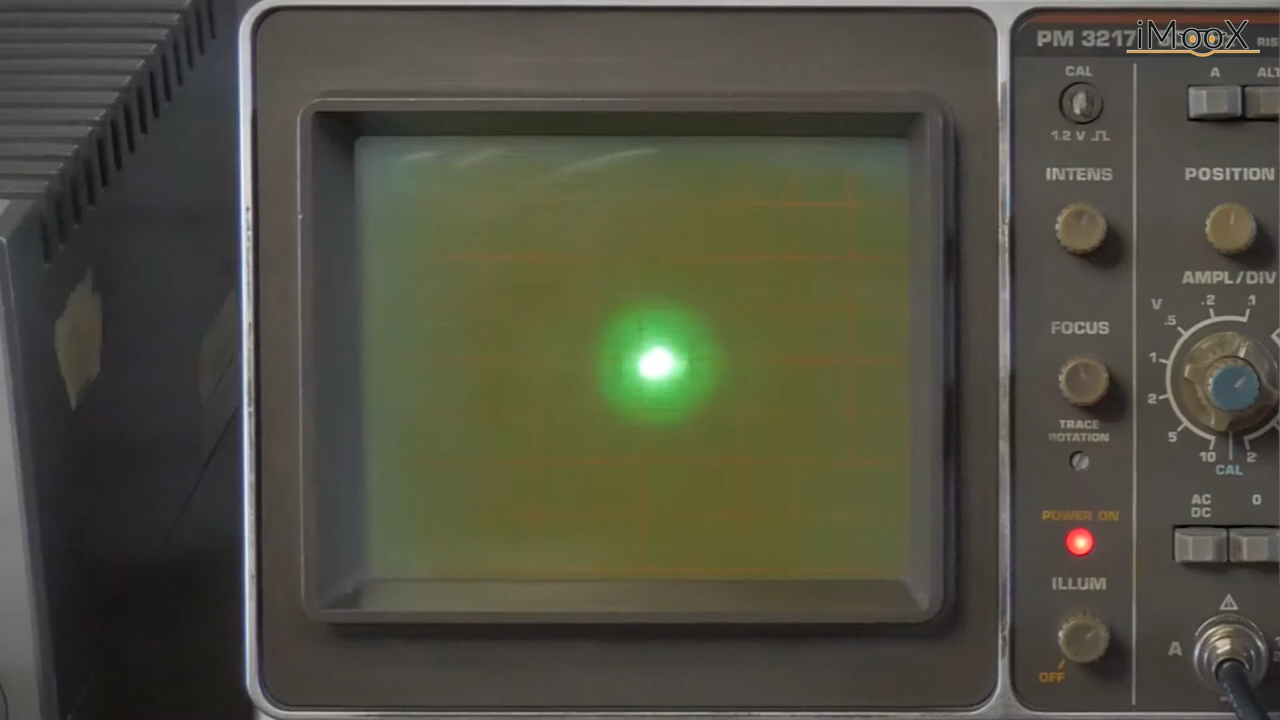 iMooX
PM 3217
CAL
1.2 V
A ALT
INTENS
POSITION
AMPL/DIV
V
.5 .2 .1
1
2
5
10 2
CAL
FOCUS
TRACE
ROTATION
AC
DC
0
POWER ON
ILLUM
A
OFF